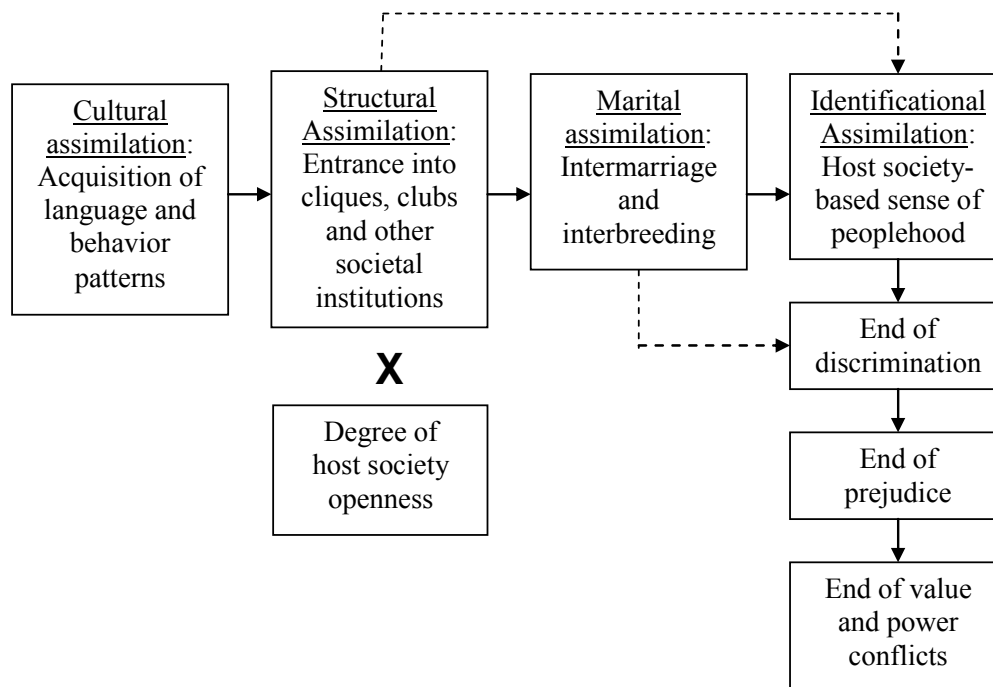 Cultural
assimilation:
Acquisition of
language and
behavior
patterns
Structural
Assimilation:
Entrance into
cliques, clubs
and other
societal
institutions
Marital
assimilation:
Intermarriage
and
interbreeding
Identificational
Assimilation:
Host society-
based sense of
peoplehood
X
Degree of
host society
openness
End of
discrimination
End of
prejudice
End of value
and power
conflicts